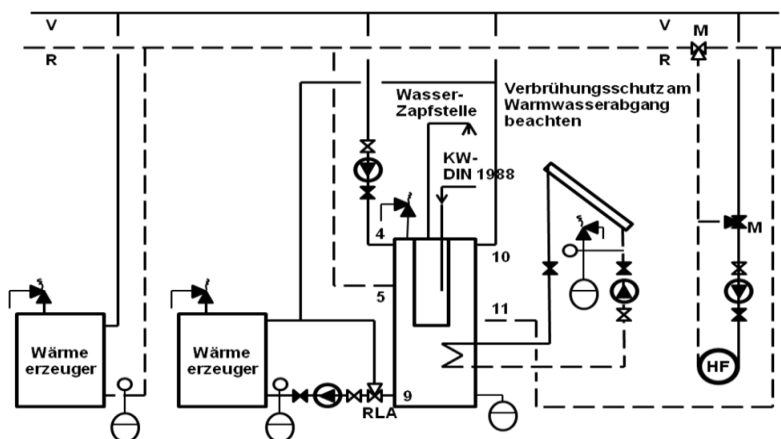 V
R
V
M
R
Wasser-
Zapfstelle
Verbrühungsschutz am
Warmwasserabgang
beachten
KW-
DIN 1988
4
10
M
5
11
Wärme
erzeuger
Wärme
erzeuger
HF
9
RLA